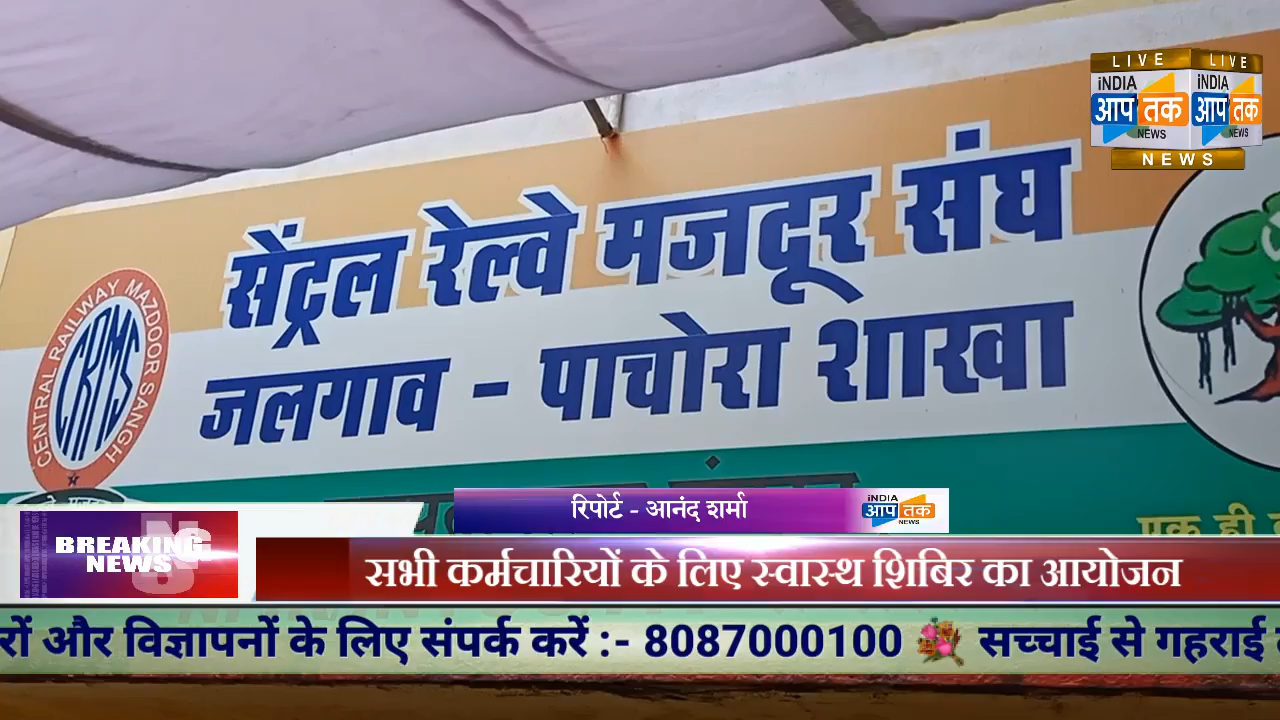 LIVE LIVE
iNDIA iNDIA
आप तक आप तक
NEWS NEWS
NEWS
सेंट्रल रेल्वे मजदूर संघ
जलगाव - पाचोरा शाखा
CENTRAL RAILWAY MAZDOOR SANGH
CRMS
एक ही
रिपोर्ट - आनंद शर्मा
iNDIA
आप तक
NEWS
BREAKING
NEWS
सभी कर्मचारियों के लिए स्वास्थ शिबिर का आयोजन
रों और विज्ञापनों के लिए संपर्क करें :- 8087000100 💐 सच्चाई से गहराई